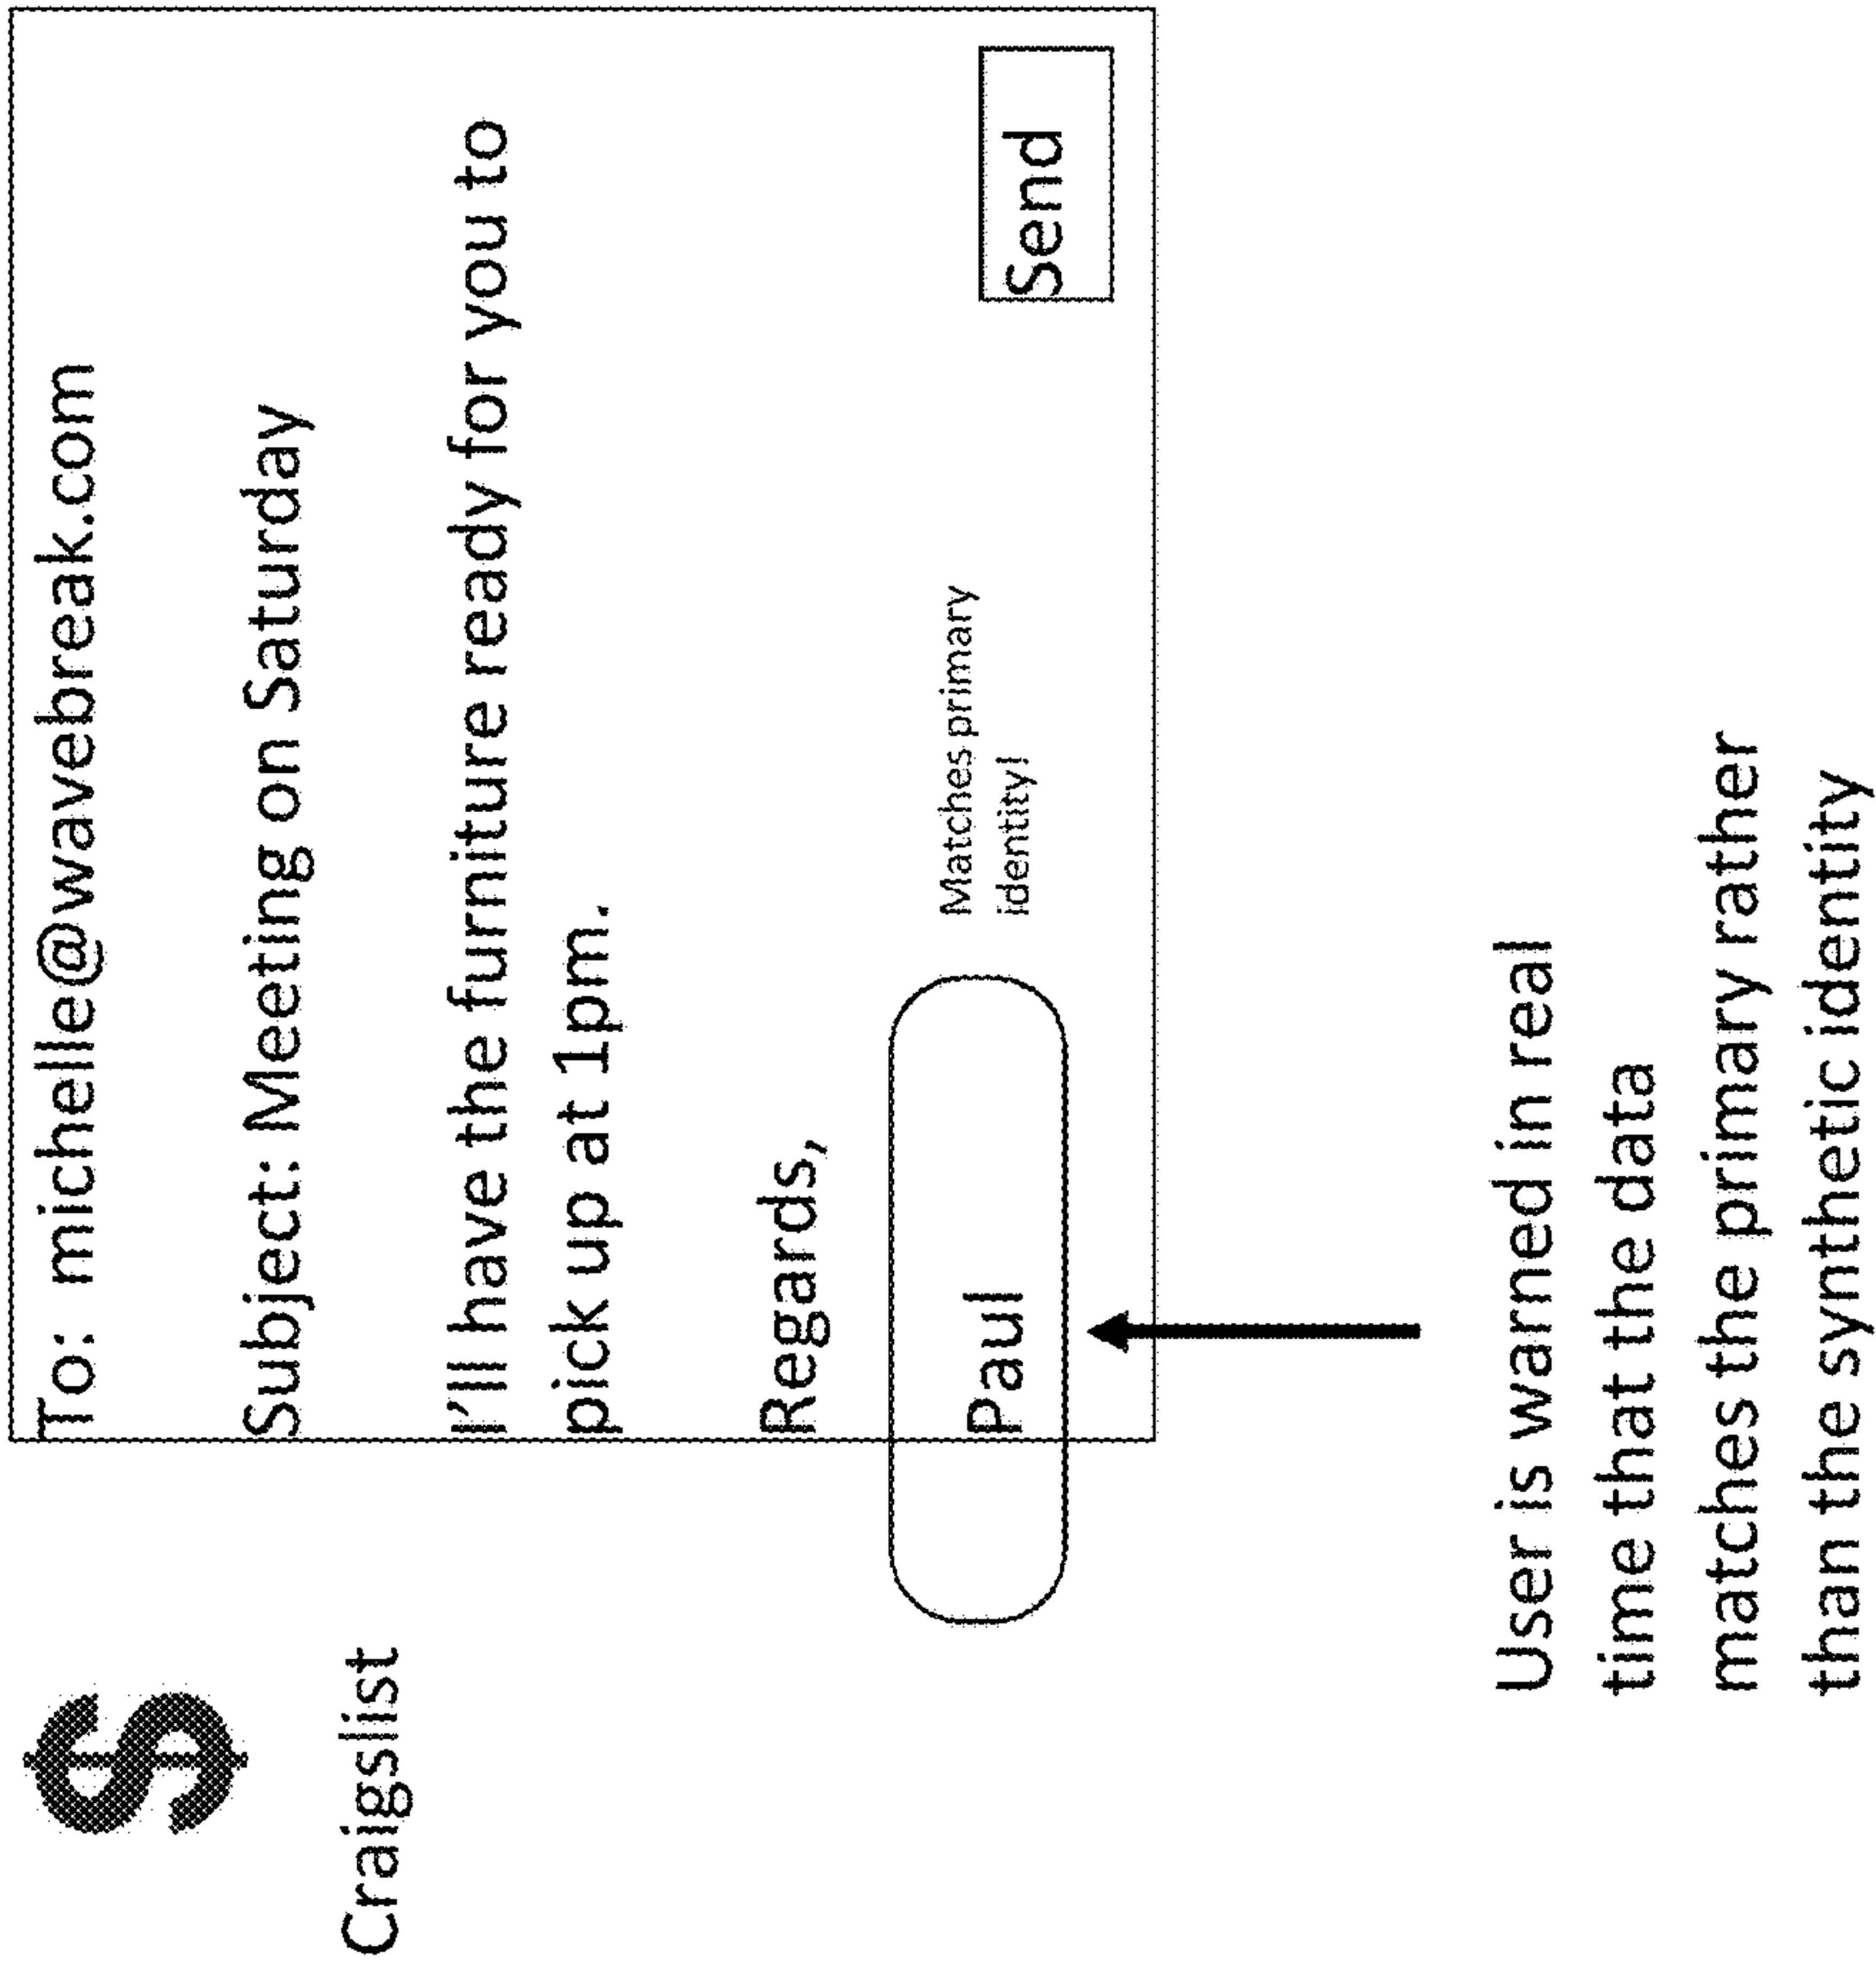 $
Craigslist
To: michelle@wavebreak.com
Subject: Meeting on Saturday
I'll have the furniture ready for you to
pick up at 1pm.
Regards,
Paul
Matches primary
identity!
Send
User is warned in real
time that the data
matches the primary rather
than the synthetic identity